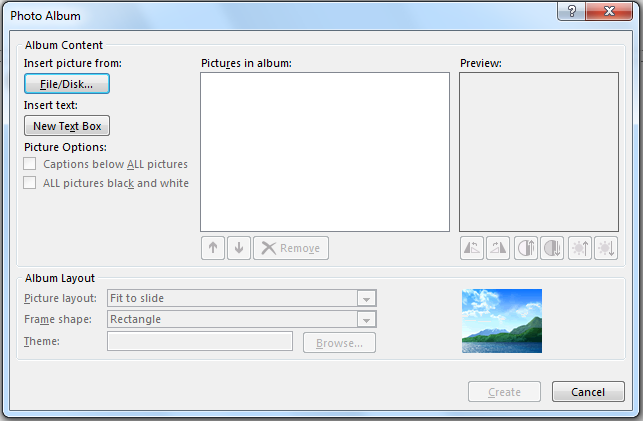 Photo Album
?
Album Content
Insert picture from:
File/Disk...
Insert text:
New Text Box
Picture Options:
Captions below ALL pictures
ALL pictures black and white
Pictures in album:
Remove
Preview:
Album Layout
Picture layout: Fit to slide
Frame shape: Rectangle
Theme:
Browse...
Create
Cancel